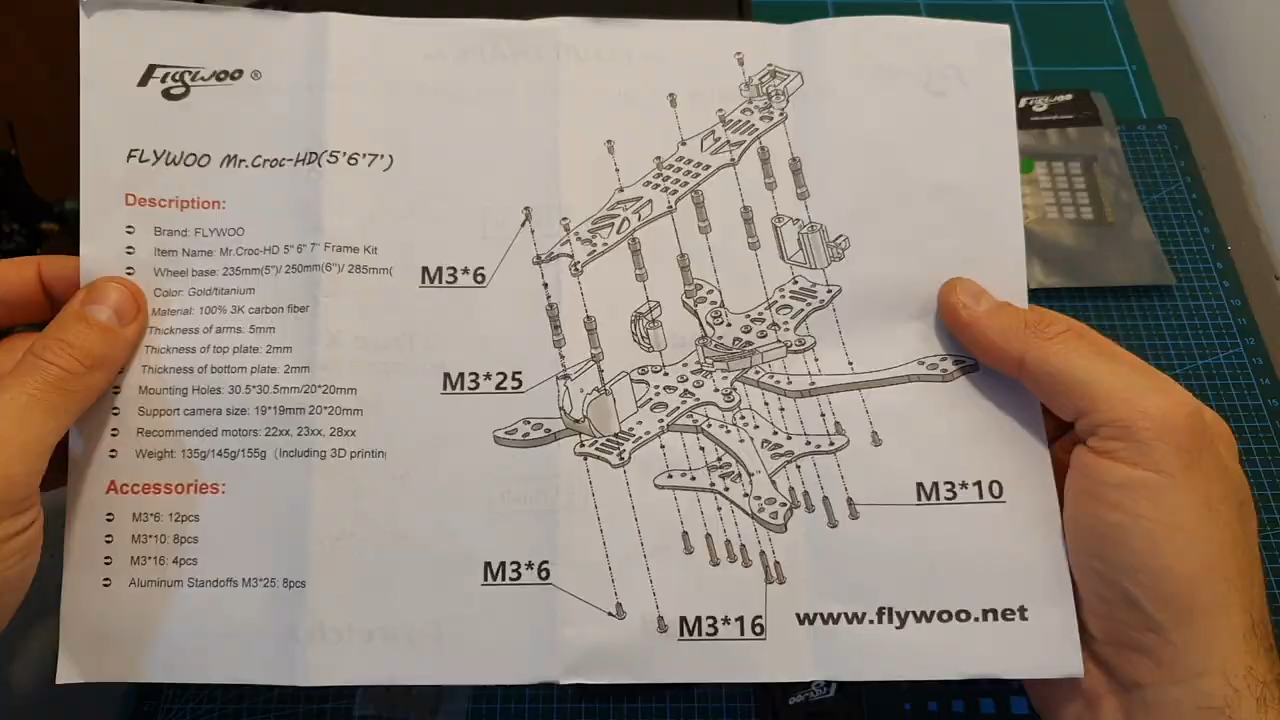 FLYWOO ®
FLYWOO Mr.Croc-HD(5'6'7')
Description:
Brand: FLYWOO
Item Name: Mr.Croc-HD 5" 6" 7" Frame Kit
Wheel base: 235mm(5")/ 250mm(6")/ 285mm(
Color: Gold/titanium
Material: 100% 3K carbon fiber
Thickness of arms: 5mm
Thickness of top plate: 2mm
Thickness of bottom plate: 2mm
Mounting Holes: 30.5*30.5mm/20*20mm
Support camera size: 19*19mm 20*20mm
Recommended motors: 22xx, 23xx, 28xx
Weight: 135g/145g/155g (Including 3D printin
Accessories:
M3*6: 12pcs
M3*10: 8pcs
M3*16: 4pcs
Aluminum Standoffs M3*25: 8pcs
M3*6
M3*25
M3*10
M3*6
M3*16
www.flywoo.net
FLYWOO